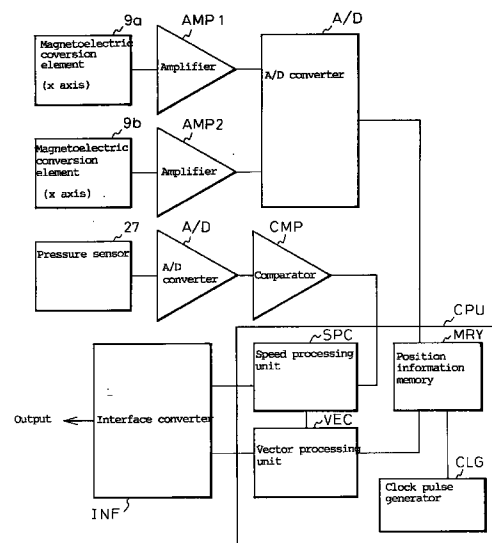 9a
AMP1
A/D
Magnetoelectric
coversion
element
(x axis)
Amplifier
A/D converter
9b
AMP2
Magnetoelectric
conversion
element
(x axis)
Amplifier
27
A/D
CMP
Pressure sensor
A/D
converter
Comparator
CPU
SPC
MRY
Speed processing
unit
Position
information
memory
Output
Interface converter
VEC
Vector processing
unit
CLG
Clock pulse
generator
INF